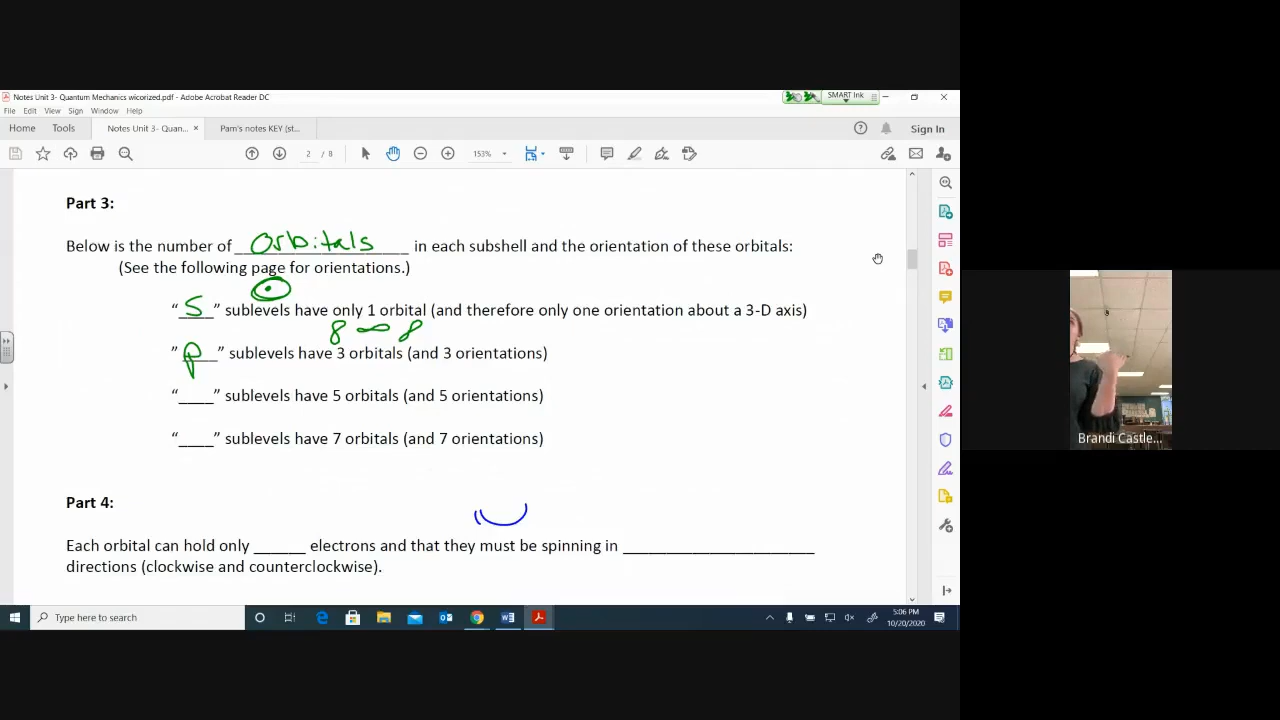 Notes Unit 3- Quantum Mechanics wicorized.pdf - Adobe Acrobat Reader DC
SMART Ink
File Edit View Sign Window Help
Home Tools Notes Unit 3- Quan... × Pam's notes KEY (st... Sign In
2 / 8 153%
Part 3:
Below is the number of orbitals in each subshell and the orientation of these orbitals:
(See the following page for orientations.)
"S" sublevels have only 1 orbital (and therefore only one orientation about a 3-D axis)
"p" sublevels have 3 orbitals (and 3 orientations)
"____" sublevels have 5 orbitals (and 5 orientations)
"____" sublevels have 7 orbitals (and 7 orientations)
Part 4:
Each orbital can hold only ______ electrons and that they must be spinning in ______________________
directions (clockwise and counterclockwise).
Brandi Castle...
Type here to search
5:06 PM
10/20/2020